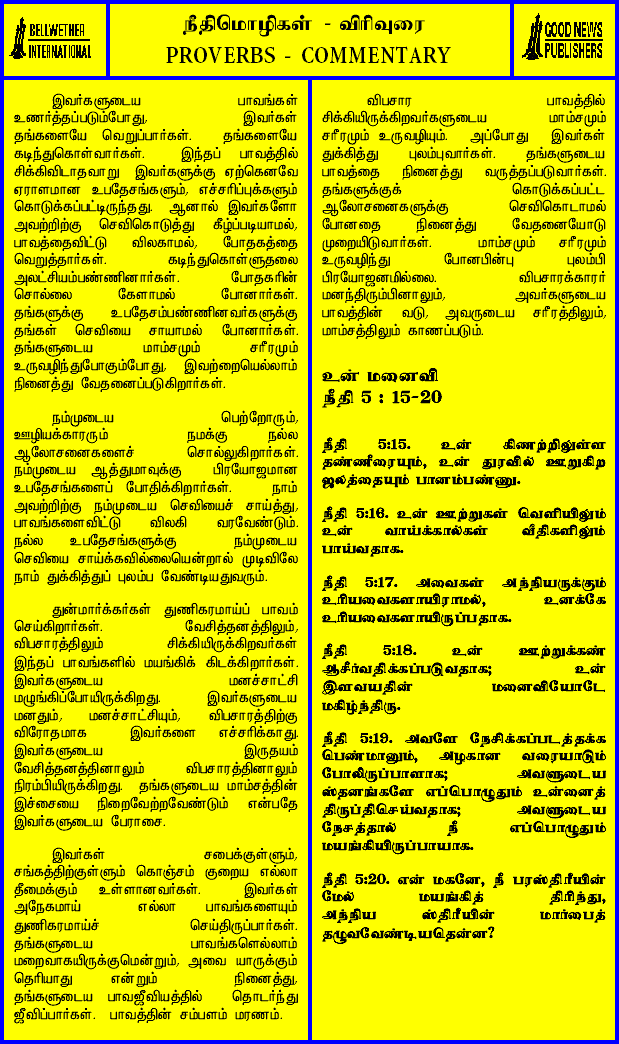 BELLWETHER
INTERNATIONAL
நீதிமொழிகள் - விரிவுரை
PROVERBS - COMMENTARY
GOOD NEWS
PUBLISHERS
இவர்களுடைய பாவங்கள்
உணர்த்தப்படும்போது, இவர்கள்
தங்களையே வெறுப்பார்கள். தங்களையே
கடிந்துகொள்வார்கள். இந்தப் பாவத்தில்
சிக்கிவிடாதவாறு இவர்களுக்கு ஏற்கெனவே
ஏராளமான உபதேசங்களும், எச்சரிப்புக்களும்
கொடுக்கப்பட்டிருந்தது. ஆனால் இவர்களோ
அவற்றிற்கு செவிகொடுத்து கீழ்ப்படியாமல்,
பாவத்தைவிட்டு விலகாமல், போதகத்தை
வெறுத்தார்கள். கடிந்துகொள்ளுதலை
அலட்சியம்பண்ணினார்கள். போதகரின்
சொல்லை கேளாமல் போனார்கள்.
தங்களுக்கு உபதேசம்பண்ணினவர்களுக்கு
தங்கள் செவியை சாயாமல் போனார்கள்.
தங்களுடைய மாம்சமும் சரீரமும்
உருவழிந்துபோகும்போது, இவற்றையெல்லாம்
நினைத்து வேதனைப்படுகிறார்கள்.
நம்முடைய பெற்றோரும்,
ஊழியக்காரரும் நமக்கு நல்ல
ஆலோசனைகளைச் சொல்லுகிறார்கள்.
நம்முடைய ஆத்துமாவுக்கு பிரயோஜமான
உபதேசங்களைப் போதிக்கிறார்கள். நாம்
அவற்றிற்கு நம்முடைய செவியைச் சாய்த்து,
பாவங்களைவிட்டு விலகி வரவேண்டும்.
நல்ல உபதேசங்களுக்கு நம்முடைய
செவியை சாய்க்கவில்லையென்றால் முடிவிலே
நாம் துக்கித்துப் புலம்ப வேண்டியதுவரும்.
துன்மார்க்கர்கள் துணிகரமாய்ப் பாவம்
செய்கிறார்கள். வேசித்தனத்திலும்,
விபசாரத்திலும் சிக்கியிருக்கிறவர்கள்
இந்தப் பாவங்களில் மயங்கிக் கிடக்கிறார்கள்.
இவர்களுடைய மனச்சாட்சி
மழுங்கிப்போயிருக்கிறது. இவர்களுடைய
மனதும், மனச்சாட்சியும், விபசாரத்திற்கு
விரோதமாக இவர்களை எச்சரிக்காது.
இவர்களுடைய இருதயம்
வேசித்தனத்தினாலும் விபசாரத்தினாலும்
நிரம்பியிருக்கிறது. தங்களுடைய மாம்சத்தின்
இச்சையை நிறைவேற்றவேண்டும் என்பதே
இவர்களுடைய பேராசை.
இவர்கள் சபைக்குள்ளும்,
சங்கத்திற்குள்ளும் கொஞ்சம் குறைய எல்லா
தீமைக்கும் உள்ளானவர்கள். இவர்கள்
அநேகமாய் எல்லா பாவங்களையும்
துணிகரமாய்ச் செய்திருப்பார்கள்.
தங்களுடைய பாவங்களெல்லாம்
மறைவாகயிருக்குமென்றும், அவை யாருக்கும்
தெரியாது என்றும் நினைத்து,
தங்களுடைய பாவஜீவியத்தில் தொடர்ந்து
ஜீவிப்பார்கள். பாவத்தின் சம்பளம் மரணம்.
விபசார பாவத்தில்
சிக்கியிருக்கிறவர்களுடைய மாம்சமும்
சரீரமும் உருவழியும். அப்போது இவர்கள்
துக்கித்து புலம்புவார்கள். தங்களுடைய
பாவத்தை நினைத்து வருத்தப்படுவார்கள்.
தங்களுக்குக் கொடுக்கப்பட்ட
ஆலோசனைகளுக்கு செவிகொடாமல்
போனதை நினைத்து வேதனையோடு
முறையிடுவார்கள். மாம்சமும் சரீரமும்
உருவழிந்து போனபின்பு புலம்பி
பிரயோஜனமில்லை. விபசாரக்காரர்
மனந்திரும்பினாலும், அவர்களுடைய
பாவத்தின் வடு, அவருடைய சரீரத்திலும்,
மாம்சத்திலும் காணப்படும்.
உன் மனைவி
நீதி 5 : 15-20
நீதி 5:15. உன் கிணற்றிலுள்ள
தண்ணீரையும், உன் துரவில் ஊறுகிற
ஜலத்தையும் பானம்பண்ணு.
நீதி 5:16. உன் ஊற்றுகள் வெளியிலும்
உன் வாய்க்கால்கள் வீதிகளிலும்
பாய்வதாக.
நீதி 5:17. அவைகள் அந்நியருக்கும்
உரியவைகளாயிராமல், உனக்கே
உரியவைகளாயிருப்பதாக.
நீதி 5:18. உன் ஊற்றுக்கண்
ஆசீர்வதிக்கப்படுவதாக; உன்
இளவயதின் மனைவியோடே
மகிழ்ந்திரு.
நீதி 5:19. அவளே நேசிக்கப்படத்தக்க
பெண்மானும், அழகான வரையாடும்
போலிருப்பாளாக; அவளுடைய
ஸ்தனங்களே எப்பொழுதும் உன்னைத்
திருப்திசெய்வதாக; அவளுடைய
நேசத்தால் நீ எப்பொழுதும்
மயங்கியிருப்பாயாக.
நீதி 5:20. என் மகனே, நீ பரஸ்திரீயின்
மேல் மயங்கித் திரிந்து,
அந்நிய ஸ்திரீயின் மார்பைத்
தழுவவேண்டியதென்ன?